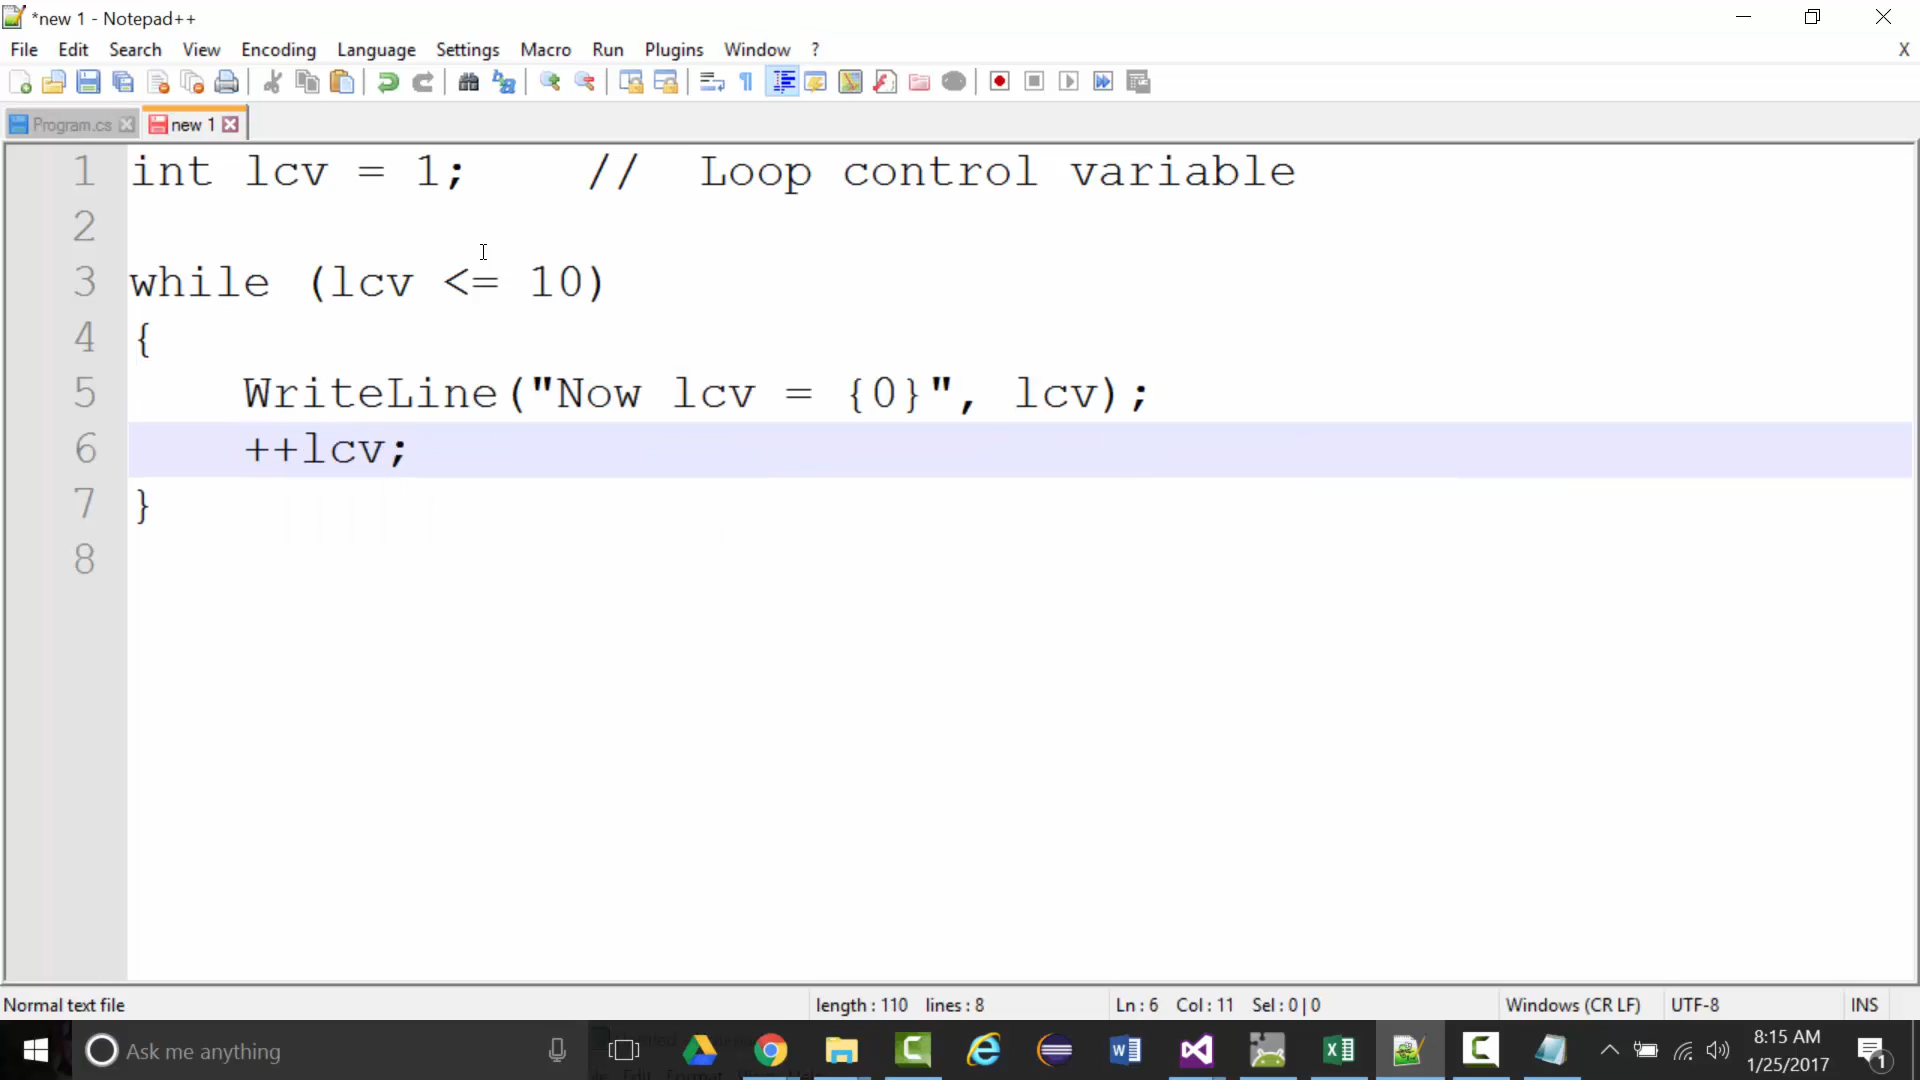 *new 1 - Notepad++
File Edit Search View Encoding Language Settings Macro Run Plugins Window ? X
Program.cs new 1
1 int lcv = 1; // Loop control variable
2
3 while (lcv <= 10)
4 {
5 WriteLine("Now lcv = {0}", lcv);
6 ++lcv;
7 }
8
Normal text file length : 110 lines : 8 Ln : 6 Col : 11 Sel : 0 | 0 Windows (CR LF) UTF-8 INS
Ask me anything
8:15 AM
1/25/2017
1